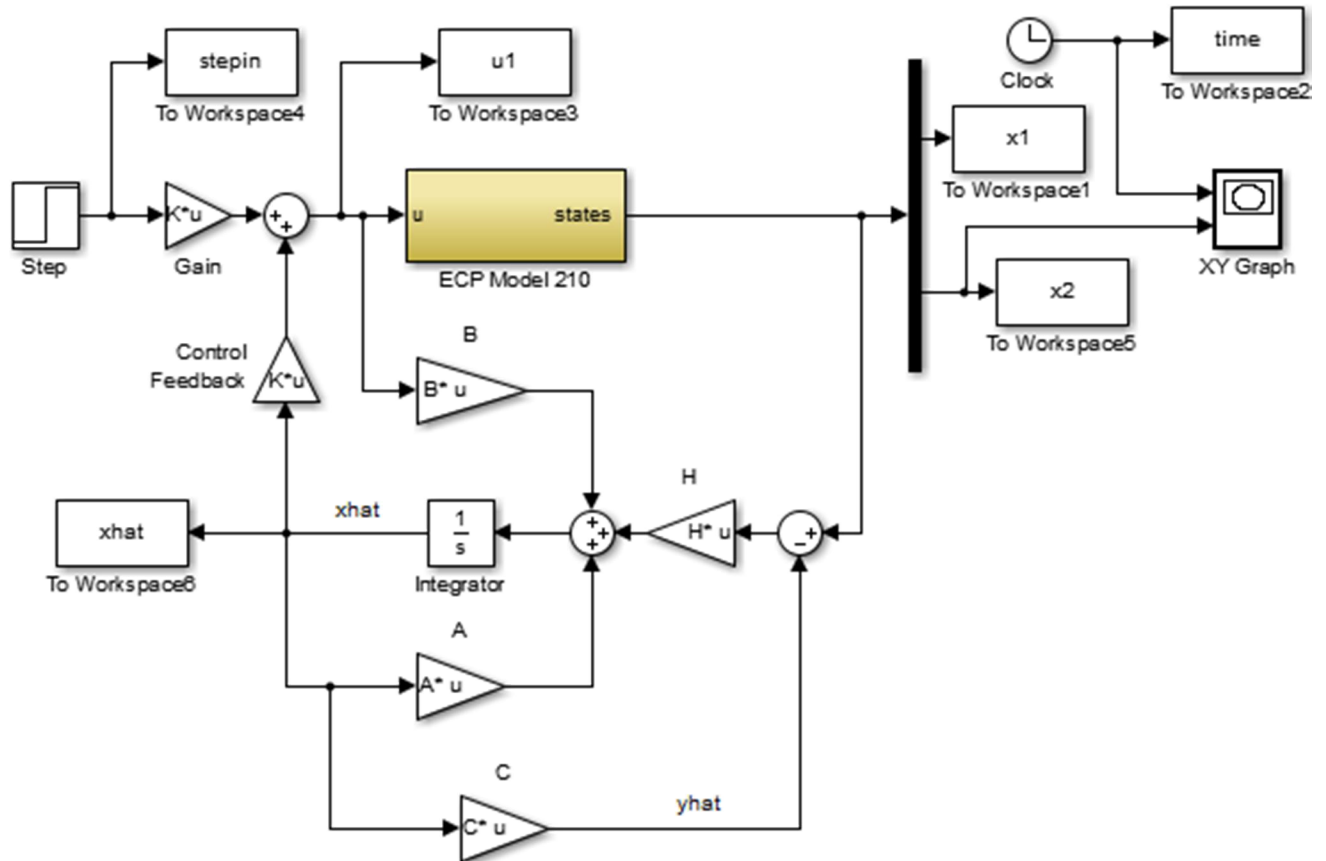 stepin
To Workspace4
u1
To Workspace3
Clock
time
To Workspace2
x1
To Workspace1
Step
K*u
Gain
+
+
u
states
ECP Model 210
XY Graph
x2
To Workspace5
Control
Feedback
K*u
B
B* u
H
xhat
To Workspace6
xhat
1
s
Integrator
+
+
+
H* u
+
−
A
A* u
C
C* u
yhat